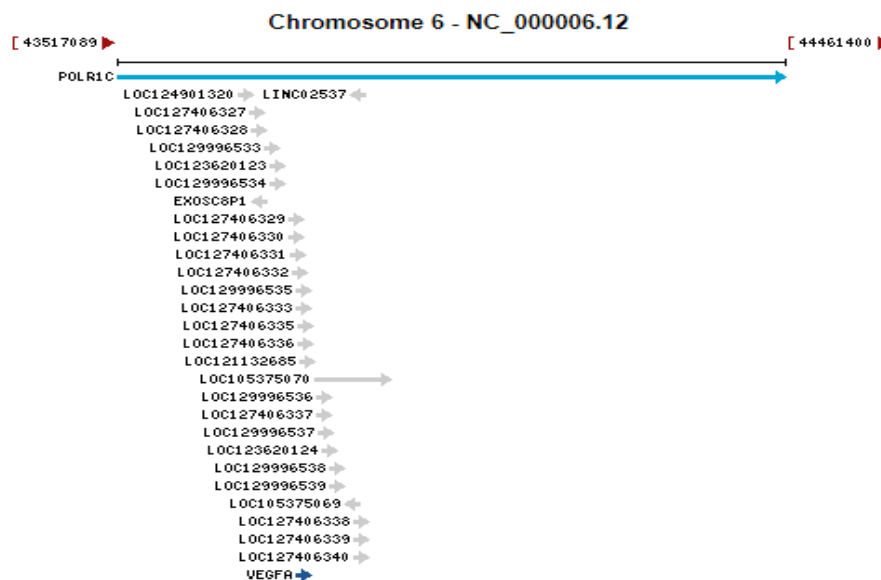 Chromosome 6 - NC_000006.12
[ 43517089 [ 44461400
POLR1C
LOC124901320 LINC02537
LOC127406327
LOC127406328
LOC129996533
LOC123620123
LOC129996534
EXOSC8P1
LOC127406329
LOC127406330
LOC127406331
LOC127406332
LOC129996535
LOC127406333
LOC127406335
LOC127406336
LOC121132685
LOC105375070
LOC129996536
LOC127406337
LOC129996537
LOC123620124
LOC129996538
LOC129996539
LOC105375069
LOC127406338
LOC127406339
LOC127406340
VEGFA